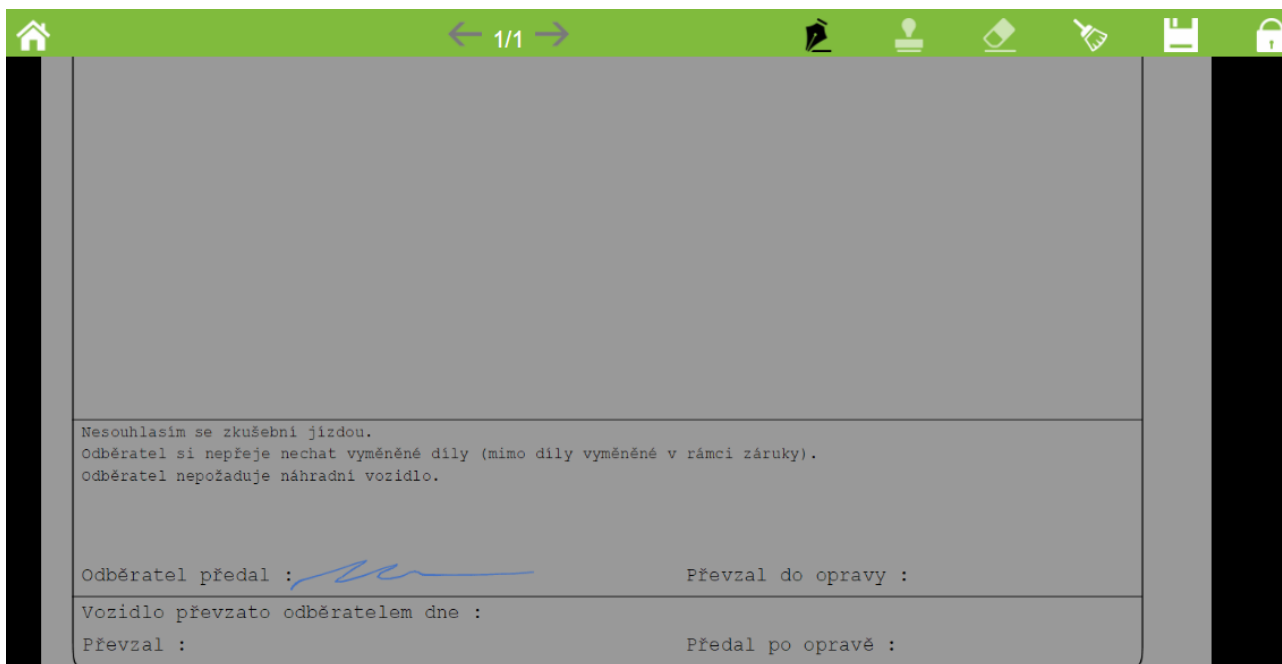 1/1
Nesouhlasím se zkušební jízdou.
Odběratel si nepřeje nechat vyměněné díly (mimo díly vyměněné v rámci záruky).
Odběratel nepožaduje náhradní vozidlo.
Odběratel předal : Převzal do opravy :
Vozidlo převzato odběratelem dne :
Převzal : Předal po opravě :